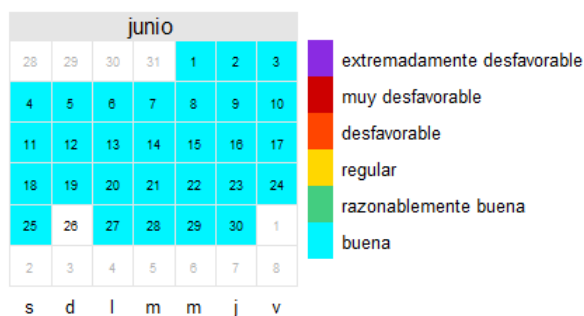 junio
28 29 30 31 1 2 3
4 5 6 7 8 9 10
11 12 13 14 15 16 17
18 19 20 21 22 23 24
25 26 27 28 29 30 1
2 3 4 5 6 7 8
s d l m m j v
extremadamente desfavorable
muy desfavorable
desfavorable
regular
razonablemente buena
buena